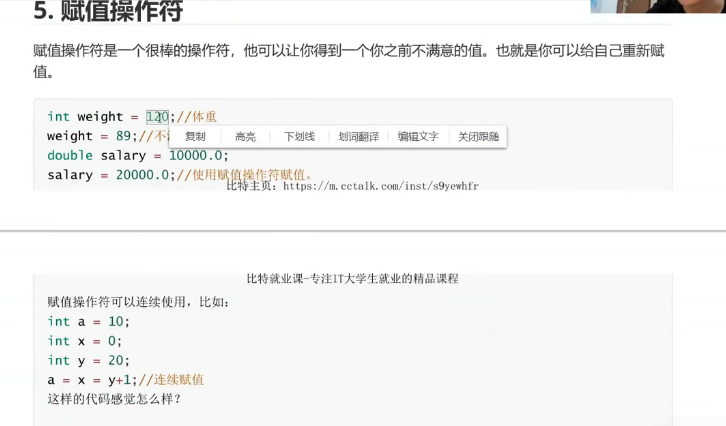 5. 赋值操作符
赋值操作符是一个很棒的操作符，他可以让你得到一个你之前不满意的值。也就是你可以给自己重新赋
值。
int weight = 120;//体重
weight = 89;//不
复制 高亮 下划线 划词翻译 编辑文字 关闭跟随
double salary = 10000.0;
salary = 20000.0;//使用赋值操作符赋值。
比特主页：https://m.cctalk.com/inst/s9yewhfr
比特就业课-专注IT大学生就业的精品课程
赋值操作符可以连续使用，比如：
int a = 10;
int x = 0;
int y = 20;
a = x = y+1;//连续赋值
这样的代码感觉怎么样？